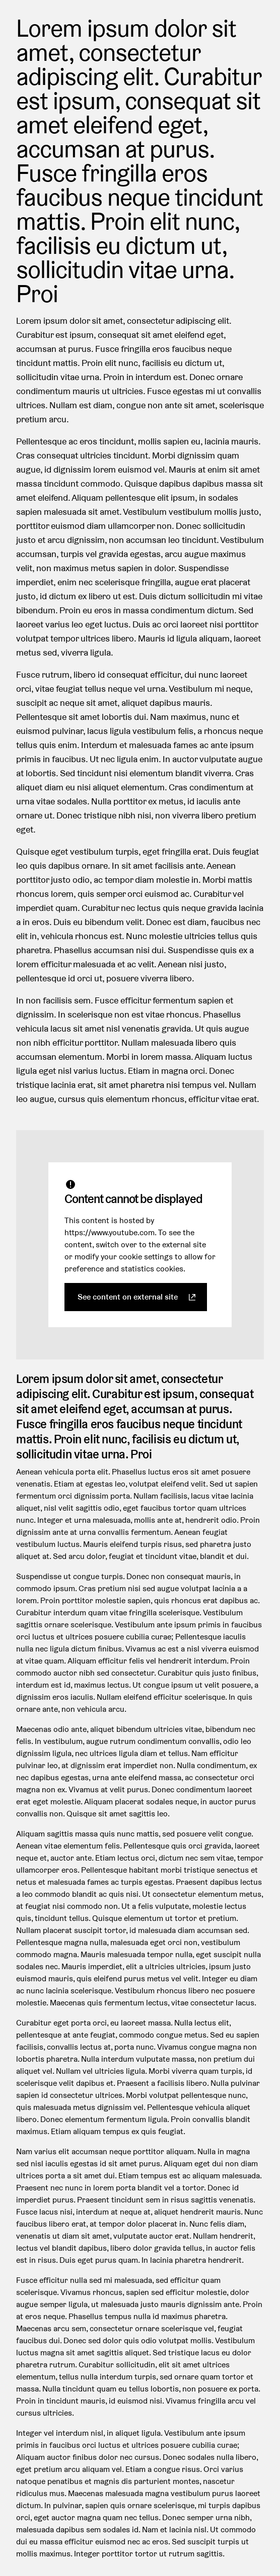 Lorem ipsum dolor sit
amet, consectetur
adipiscing elit. Curabitur
est ipsum, consequat sit
amet eleifend eget,
accumsan at purus.
Fusce fringilla eros
faucibus neque tincidunt
mattis. Proin elit nunc,
facilisis eu dictum ut,
sollicitudin vitae urna.
Proi
Lorem ipsum dolor sit amet, consectetur adipiscing elit.
Curabitur est ipsum, consequat sit amet eleifend eget,
accumsan at purus. Fusce fringilla eros faucibus neque
tincidunt mattis. Proin elit nunc, facilisis eu dictum ut,
sollicitudin vitae urna. Proin in interdum est. Donec ornare
condimentum mauris ut ultricies. Fusce egestas mi ut convallis
ultrices. Nullam est diam, congue non ante sit amet, scelerisque
pretium arcu.
Pellentesque ac eros tincidunt, mollis sapien eu, lacinia mauris.
Cras consequat ultricies tincidunt. Morbi dignissim quam
augue, id dignissim lorem euismod vel. Mauris at enim sit amet
massa tincidunt commodo. Quisque dapibus dapibus massa sit
amet eleifend. Aliquam pellentesque elit ipsum, in sodales
sapien malesuada sit amet. Vestibulum vestibulum mollis justo,
porttitor euismod diam ullamcorper non. Donec sollicitudin
justo et arcu dignissim, non accumsan leo tincidunt. Vestibulum
accumsan, turpis vel gravida egestas, arcu augue maximus
velit, non maximus metus sapien in dolor. Suspendisse
imperdiet, enim nec scelerisque fringilla, augue erat placerat
justo, id dictum ex libero ut est. Duis dictum sollicitudin mi vitae
bibendum. Proin eu eros in massa condimentum dictum. Sed
laoreet varius leo eget luctus. Duis ac orci laoreet nisi porttitor
volutpat tempor ultrices libero. Mauris id ligula aliquam, laoreet
metus sed, viverra ligula.
Fusce rutrum, libero id consequat efficitur, dui nunc laoreet
orci, vitae feugiat tellus neque vel urna. Vestibulum mi neque,
suscipit ac neque sit amet, aliquet dapibus mauris.
Pellentesque sit amet lobortis dui. Nam maximus, nunc et
euismod pulvinar, lacus ligula vestibulum felis, a rhoncus neque
tellus quis enim. Interdum et malesuada fames ac ante ipsum
primis in faucibus. Ut nec ligula enim. In auctor vulputate augue
at lobortis. Sed tincidunt nisi elementum blandit viverra. Cras
aliquet diam eu nisi aliquet elementum. Cras condimentum at
urna vitae sodales. Nulla porttitor ex metus, id iaculis ante
ornare ut. Donec tristique nibh nisi, non viverra libero pretium
eget.
Quisque eget vestibulum turpis, eget fringilla erat. Duis feugiat
leo quis dapibus ornare. In sit amet facilisis ante. Aenean
porttitor justo odio, ac tempor diam molestie in. Morbi mattis
rhoncus lorem, quis semper orci euismod ac. Curabitur vel
imperdiet quam. Curabitur nec lectus quis neque gravida lacinia
a in eros. Duis eu bibendum velit. Donec est diam, faucibus nec
elit in, vehicula rhoncus est. Nunc molestie ultricies tellus quis
pharetra. Phasellus accumsan nisi dui. Suspendisse quis ex a
lorem efficitur malesuada et ac velit. Aenean nisi justo,
pellentesque id orci ut, posuere viverra libero.
In non facilisis sem. Fusce efficitur fermentum sapien et
dignissim. In scelerisque non est vitae rhoncus. Phasellus
vehicula lacus sit amet nisl venenatis gravida. Ut quis augue
non nibh efficitur porttitor. Nullam malesuada libero quis
accumsan elementum. Morbi in lorem massa. Aliquam luctus
ligula eget nisl varius luctus. Etiam in magna orci. Donec
tristique lacinia erat, sit amet pharetra nisi tempus vel. Nullam
leo augue, cursus quis elementum rhoncus, efficitur vitae erat.
Content cannot be displayed
This content is hosted by
https://www.youtube.com. To see the
content, switch over to the external site
or modify your cookie settings to allow for
preference and statistics cookies.
See content on external site
Lorem ipsum dolor sit amet, consectetur
adipiscing elit. Curabitur est ipsum, consequat
sit amet eleifend eget, accumsan at purus.
Fusce fringilla eros faucibus neque tincidunt
mattis. Proin elit nunc, facilisis eu dictum ut,
sollicitudin vitae urna. Proi
Aenean vehicula porta elit. Phasellus luctus eros sit amet posuere
venenatis. Etiam at egestas leo, volutpat eleifend velit. Sed ut sapien
fermentum orci dignissim porta. Nullam facilisis, lacus vitae lacinia
aliquet, nisl velit sagittis odio, eget faucibus tortor quam ultrices
nunc. Integer et urna malesuada, mollis ante at, hendrerit odio. Proin
dignissim ante at urna convallis fermentum. Aenean feugiat
vestibulum luctus. Mauris eleifend turpis risus, sed pharetra justo
aliquet at. Sed arcu dolor, feugiat et tincidunt vitae, blandit et dui.
Suspendisse ut congue turpis. Donec non consequat mauris, in
commodo ipsum. Cras pretium nisi sed augue volutpat lacinia a a
lorem. Proin porttitor molestie sapien, quis rhoncus erat dapibus ac.
Curabitur interdum quam vitae fringilla scelerisque. Vestibulum
sagittis ornare scelerisque. Vestibulum ante ipsum primis in faucibus
orci luctus et ultrices posuere cubilia curae; Pellentesque iaculis
nulla nec ligula dictum finibus. Vivamus ac est a nisl viverra euismod
at vitae quam. Aliquam efficitur felis vel hendrerit interdum. Proin
commodo auctor nibh sed consectetur. Curabitur quis justo finibus,
interdum est id, maximus lectus. Ut congue ipsum ut velit posuere, a
dignissim eros iaculis. Nullam eleifend efficitur scelerisque. In quis
ornare ante, non vehicula arcu.
Maecenas odio ante, aliquet bibendum ultricies vitae, bibendum nec
felis. In vestibulum, augue rutrum condimentum convallis, odio leo
dignissim ligula, nec ultrices ligula diam et tellus. Nam efficitur
pulvinar leo, at dignissim erat imperdiet non. Nulla condimentum, ex
nec dapibus egestas, urna ante eleifend massa, ac consectetur orci
magna non ex. Vivamus at velit purus. Donec condimentum laoreet
erat eget molestie. Aliquam placerat sodales neque, in auctor purus
convallis non. Quisque sit amet sagittis leo.
Aliquam sagittis massa quis nunc mattis, sed posuere velit congue.
Aenean vitae elementum felis. Pellentesque quis orci gravida, laoreet
neque et, auctor ante. Etiam lectus orci, dictum nec sem vitae, tempor
ullamcorper eros. Pellentesque habitant morbi tristique senectus et
netus et malesuada fames ac turpis egestas. Praesent dapibus lectus
a leo commodo blandit ac quis nisi. Ut consectetur elementum metus,
at feugiat nisi commodo non. Ut a felis vulputate, molestie lectus
quis, tincidunt tellus. Quisque elementum ut tortor et pretium.
Nullam placerat suscipit tortor, id malesuada diam accumsan sed.
Pellentesque magna nulla, malesuada eget orci non, vestibulum
commodo magna. Mauris malesuada tempor nulla, eget suscipit nulla
sodales nec. Mauris imperdiet, elit a ultricies ultricies, ipsum justo
euismod mauris, quis eleifend purus metus vel velit. Integer eu diam
ac nunc lacinia scelerisque. Vestibulum rhoncus libero nec posuere
molestie. Maecenas quis fermentum lectus, vitae consectetur lacus.
Curabitur eget porta orci, eu laoreet massa. Nulla lectus elit,
pellentesque at ante feugiat, commodo congue metus. Sed eu sapien
facilisis, convallis lectus at, porta nunc. Vivamus congue magna non
lobortis pharetra. Nulla interdum vulputate massa, non pretium dui
aliquet vel. Nullam vel ultricies ligula. Morbi viverra quam turpis, id
scelerisque velit dapibus et. Praesent a facilisis libero. Nulla pulvinar
sapien id consectetur ultrices. Morbi volutpat pellentesque nunc,
quis malesuada metus dignissim vel. Pellentesque vehicula aliquet
libero. Donec elementum fermentum ligula. Proin convallis blandit
maximus. Etiam aliquam tempus ex quis feugiat.
Nam varius elit accumsan neque porttitor aliquam. Nulla in magna
sed nisl iaculis egestas id sit amet purus. Aliquam eget dui non diam
ultrices porta a sit amet dui. Etiam tempus est ac aliquam malesuada.
Praesent nec nunc in lorem porta blandit vel a tortor. Donec id
imperdiet purus. Praesent tincidunt sem in risus sagittis venenatis.
Fusce lacus nisi, interdum at neque at, aliquet hendrerit mauris. Nunc
faucibus libero erat, at tempor dolor placerat in. Nunc felis diam,
venenatis ut diam sit amet, vulputate auctor erat. Nullam hendrerit,
lectus vel blandit dapibus, libero dolor gravida tellus, in auctor felis
est in risus. Duis eget purus quam. In lacinia pharetra hendrerit.
Fusce efficitur nulla sed mi malesuada, sed efficitur quam
scelerisque. Vivamus rhoncus, sapien sed efficitur molestie, dolor
augue semper ligula, ut malesuada justo mauris dignissim ante. Proin
at eros neque. Phasellus tempus nulla id maximus pharetra.
Maecenas arcu sem, consectetur ornare scelerisque vel, feugiat
faucibus dui. Donec sed dolor quis odio volutpat mollis. Vestibulum
luctus magna sit amet sagittis aliquet. Sed tristique lacus eu dolor
pharetra rutrum. Curabitur sollicitudin, elit sit amet ultrices
elementum, tellus nulla interdum turpis, sed ornare quam tortor et
massa. Nulla tincidunt quam eu tellus lobortis, non posuere ex porta.
Proin in tincidunt mauris, id euismod nisi. Vivamus fringilla arcu vel
cursus ultricies.
Integer vel interdum nisl, in aliquet ligula. Vestibulum ante ipsum
primis in faucibus orci luctus et ultrices posuere cubilia curae;
Aliquam auctor finibus dolor nec cursus. Donec sodales nulla libero,
eget pretium arcu aliquam vel. Etiam a congue risus. Orci varius
natoque penatibus et magnis dis parturient montes, nascetur
ridiculus mus. Maecenas malesuada magna vestibulum purus laoreet
dictum. In pulvinar, sapien quis ornare scelerisque, mi turpis dapibus
orci, eget auctor magna quam nec tellus. Donec semper urna nibh,
malesuada dapibus sem sodales id. Nam et lacinia nisl. Ut commodo
dui eu massa efficitur euismod nec ac eros. Sed suscipit turpis ut
mollis maximus. Integer porttitor tortor ut rutrum sagittis.